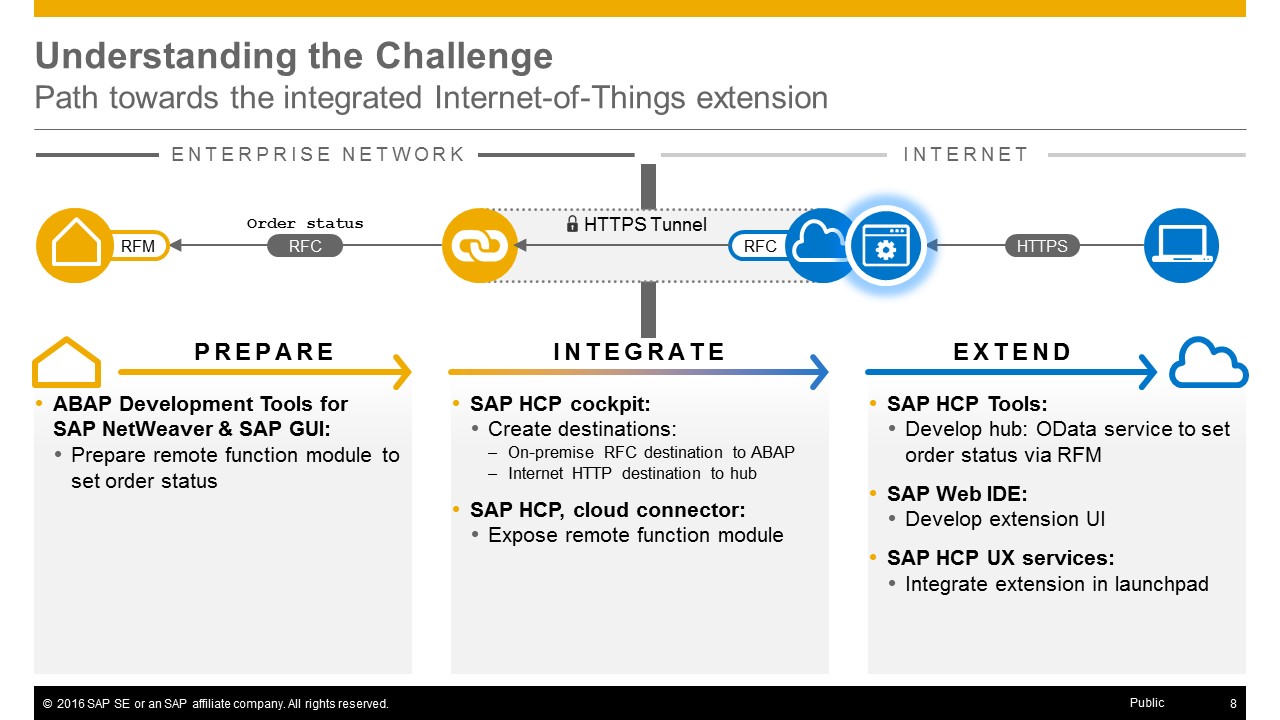 Understanding the Challenge
Path towards the integrated Internet-of-Things extension
ENTERPRISE NETWORK
INTERNET
Order status
HTTPS Tunnel
RFM
RFC
RFC
HTTPS
PREPARE
• ABAP Development Tools for
SAP NetWeaver & SAP GUI:
• Prepare remote function module to
set order status
INTEGRATE
• SAP HCP cockpit:
• Create destinations:
– On-premise RFC destination to ABAP
– Internet HTTP destination to hub
• SAP HCP, cloud connector:
• Expose remote function module
EXTEND
• SAP HCP Tools:
• Develop hub: OData service to set
order status via RFM
• SAP Web IDE:
• Develop extension UI
• SAP HCP UX services:
• Integrate extension in launchpad
© 2016 SAP SE or an SAP affiliate company. All rights reserved.
Public
8